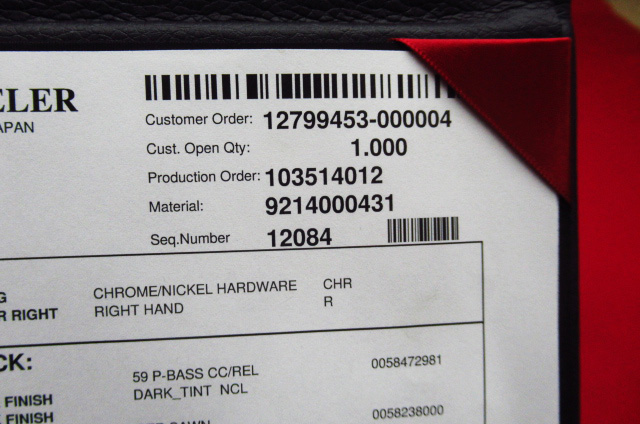 ELER
APAN
Customer Order: 12799453-000004
Cust. Open Qty: 1.000
Production Order: 103514012
Material: 9214000431
Seq.Number 12084
G CHROME/NICKEL HARDWARE CHR
R RIGHT RIGHT HAND R
CK:
59 P-BASS CC/REL 0058472981
FINISH DARK_TINT NCL
FINISH 0058238000